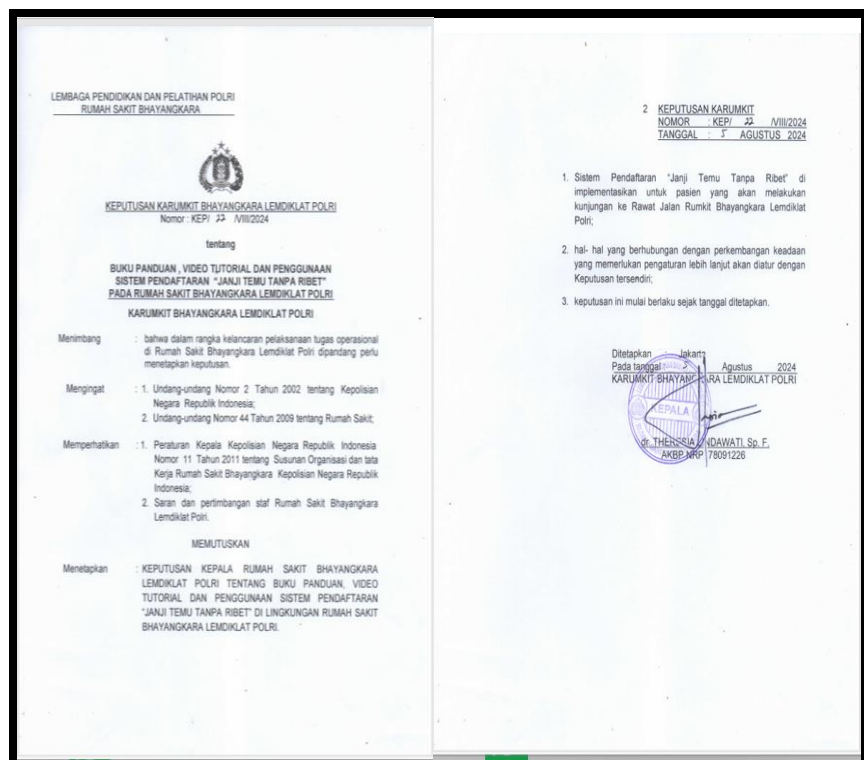 LEMBAGA PENDIDIKAN DAN PELATIHAN POLRI
RUMAH SAKIT BHAYANGKARA
KEPUTUSAN KARUMKIT BHAYANGKARA LEMDIKLAT POLRI
Nomor : KEP/ 22 /VIII/2024
tentang
BUKU PANDUAN , VIDEO TUTORIAL DAN PENGGUNAAN
SISTEM PENDAFTARAN "JANJI TEMU TANPA RIBET"
PADA RUMAH SAKIT BHAYANGKARA LEMDIKLAT POLRI
KARUMKIT BHAYANGKARA LEMDIKLAT POLRI
Menimbang : bahwa dalam rangka kelancaran pelaksanaan tugas operasional
di Rumah Sakit Bhayangkara Lemdiklat Polri dipandang perlu
menetapkan keputusan.
Mengingat : 1. Undang-undang Nomor 2 Tahun 2002 tentang Kepolisian
Negara Republik Indonesia;
2. Undang-undang Nomor 44 Tahun 2009 tentang Rumah Sakit;
Memperhatikan : 1. Peraturan Kepala Kepolisian Negara Republik Indonesia
Nomor 11 Tahun 2011 tentang Susunan Organisasi dan tata
Kerja Rumah Sakit Bhayangkara Kepolisian Negara Republik
Indonesia;
2. Saran dan pertimbangan staf Rumah Sakit Bhayangkara
Lemdiklat Polri.
MEMUTUSKAN
Menetapkan : KEPUTUSAN KEPALA RUMAH SAKIT BHAYANGKARA
LEMDIKLAT POLRI TENTANG BUKU PANDUAN, VIDEO
TUTORIAL DAN PENGGUNAAN SISTEM PENDAFTARAN
"JANJI TEMU TANPA RIBET" DI LINGKUNGAN RUMAH SAKIT
BHAYANGKARA LEMDIKLAT POLRI.
2 KEPUTUSAN KARUMKIT
NOMOR : KEP/ 22 /VIII/2024
TANGGAL : 5 AGUSTUS 2024
1. Sistem Pendaftaran "Janji Temu Tanpa Ribet" di
implementasikan untuk pasien yang akan melakukan
kunjungan ke Rawat Jalan Rumkit Bhayangkara Lemdiklat
Polri;
2. hal- hal yang berhubungan dengan perkembangan keadaan
yang memerlukan pengaturan lebih lanjut akan diatur dengan
Keputusan tersendiri;
3. keputusan ini mulai berlaku sejak tanggal ditetapkan.
Ditetapkan : Jakarta
Pada tanggal Agustus 2024
KARUMKIT BHAYANGKARA LEMDIKLAT POLRI
KEPALA
dr. THERESIA LINDAWATI, Sp. F.
AKBP NRP 78091226